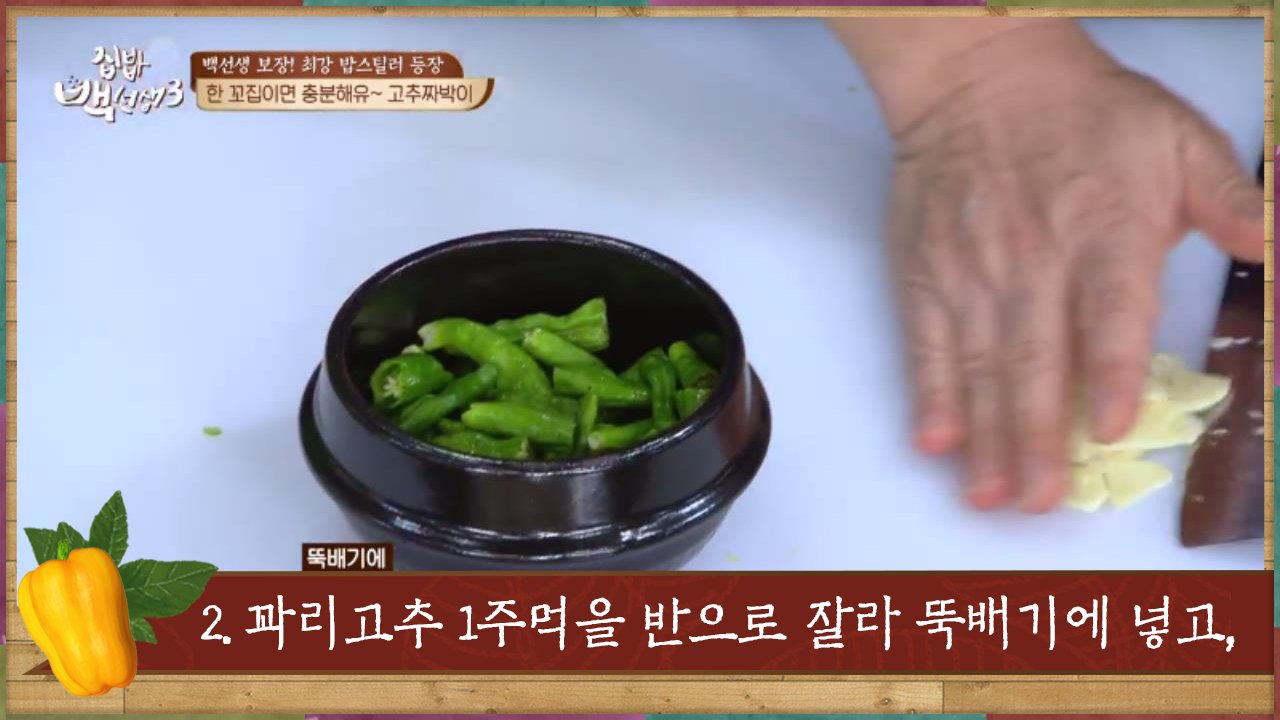 집밥
백선생3
백선생 보장! 최강 밥스틸러 등장
한 꼬집이면 충분해유~ 고추짜박이
뚝배기에
2. 꽈리고추 1주먹을 반으로 잘라 뚝배기에 넣고,